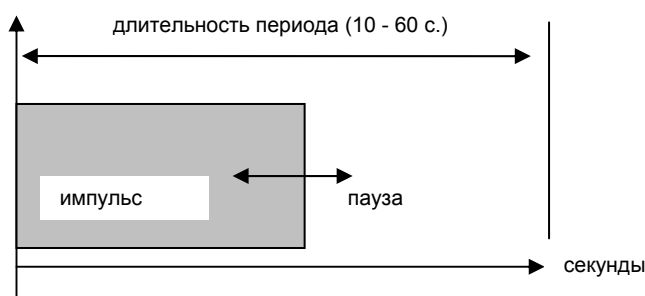 длительность периода (10 - 60 с.)
импульс
пауза
секунды